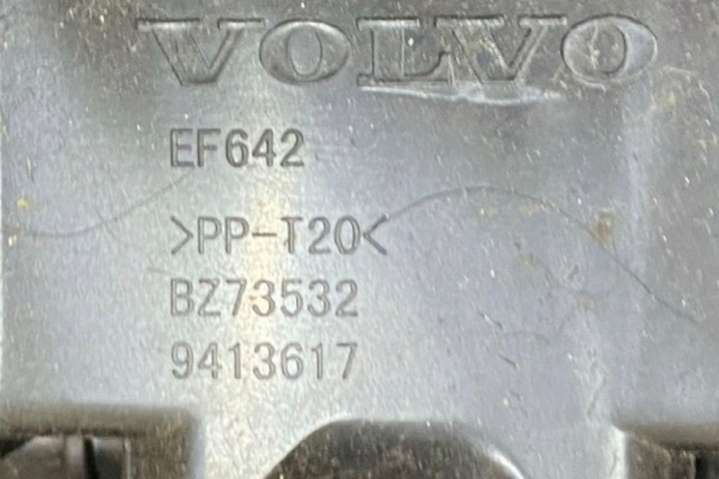 VOLVO
EF642
>PP-T20<
BZ73532
9413617